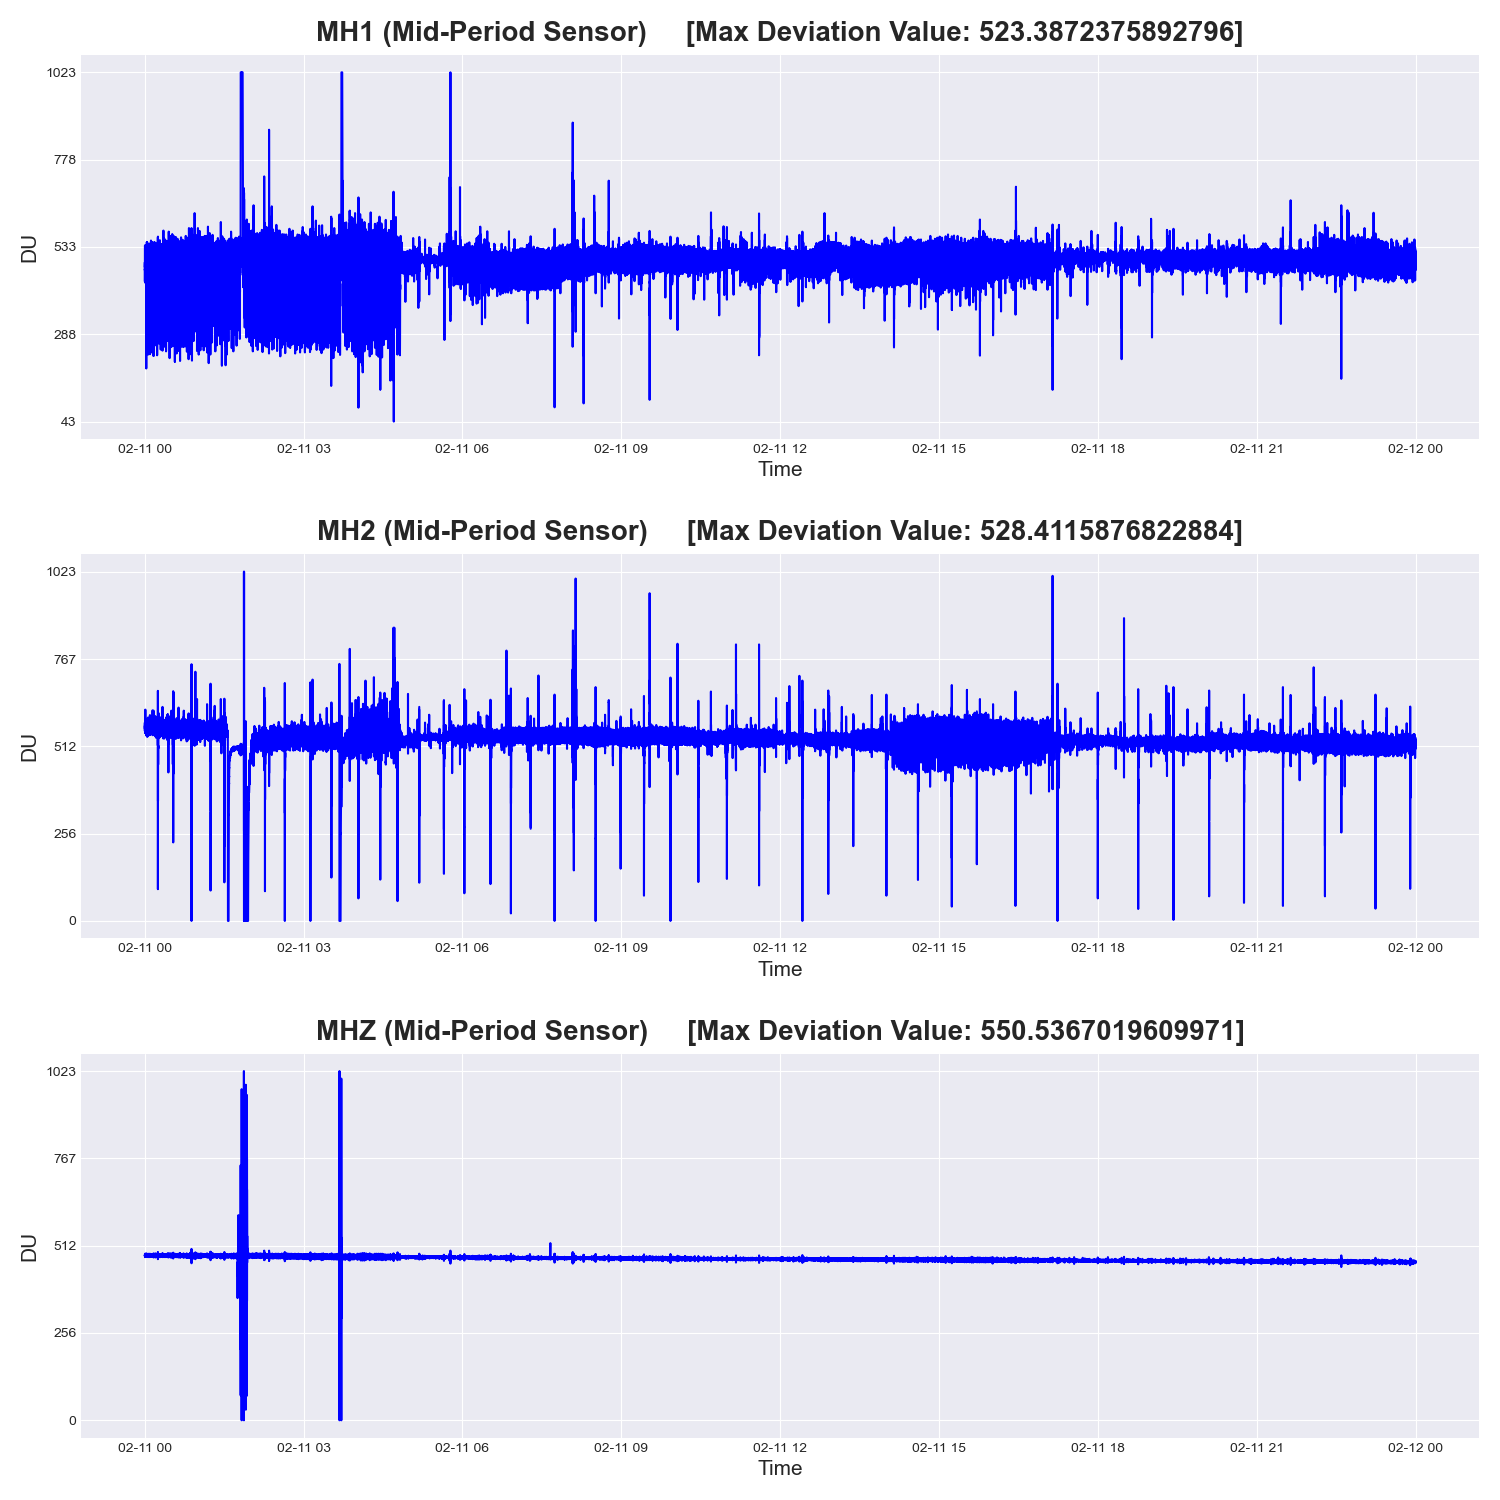 MH1 (Mid-Period Sensor) [Max Deviation Value: 523.3872375892796]
1023
778
533
288
43
DU
02-11 00 02-11 03 02-11 06 02-11 09 02-11 12 02-11 15 02-11 18 02-11 21 02-12 00
Time
MH2 (Mid-Period Sensor) [Max Deviation Value: 528.4115876822884]
1023
767
512
256
0
DU
02-11 00 02-11 03 02-11 06 02-11 09 02-11 12 02-11 15 02-11 18 02-11 21 02-12 00
Time
MHZ (Mid-Period Sensor) [Max Deviation Value: 550.5367019609971]
1023
767
512
256
0
DU
02-11 00 02-11 03 02-11 06 02-11 09 02-11 12 02-11 15 02-11 18 02-11 21 02-12 00
Time